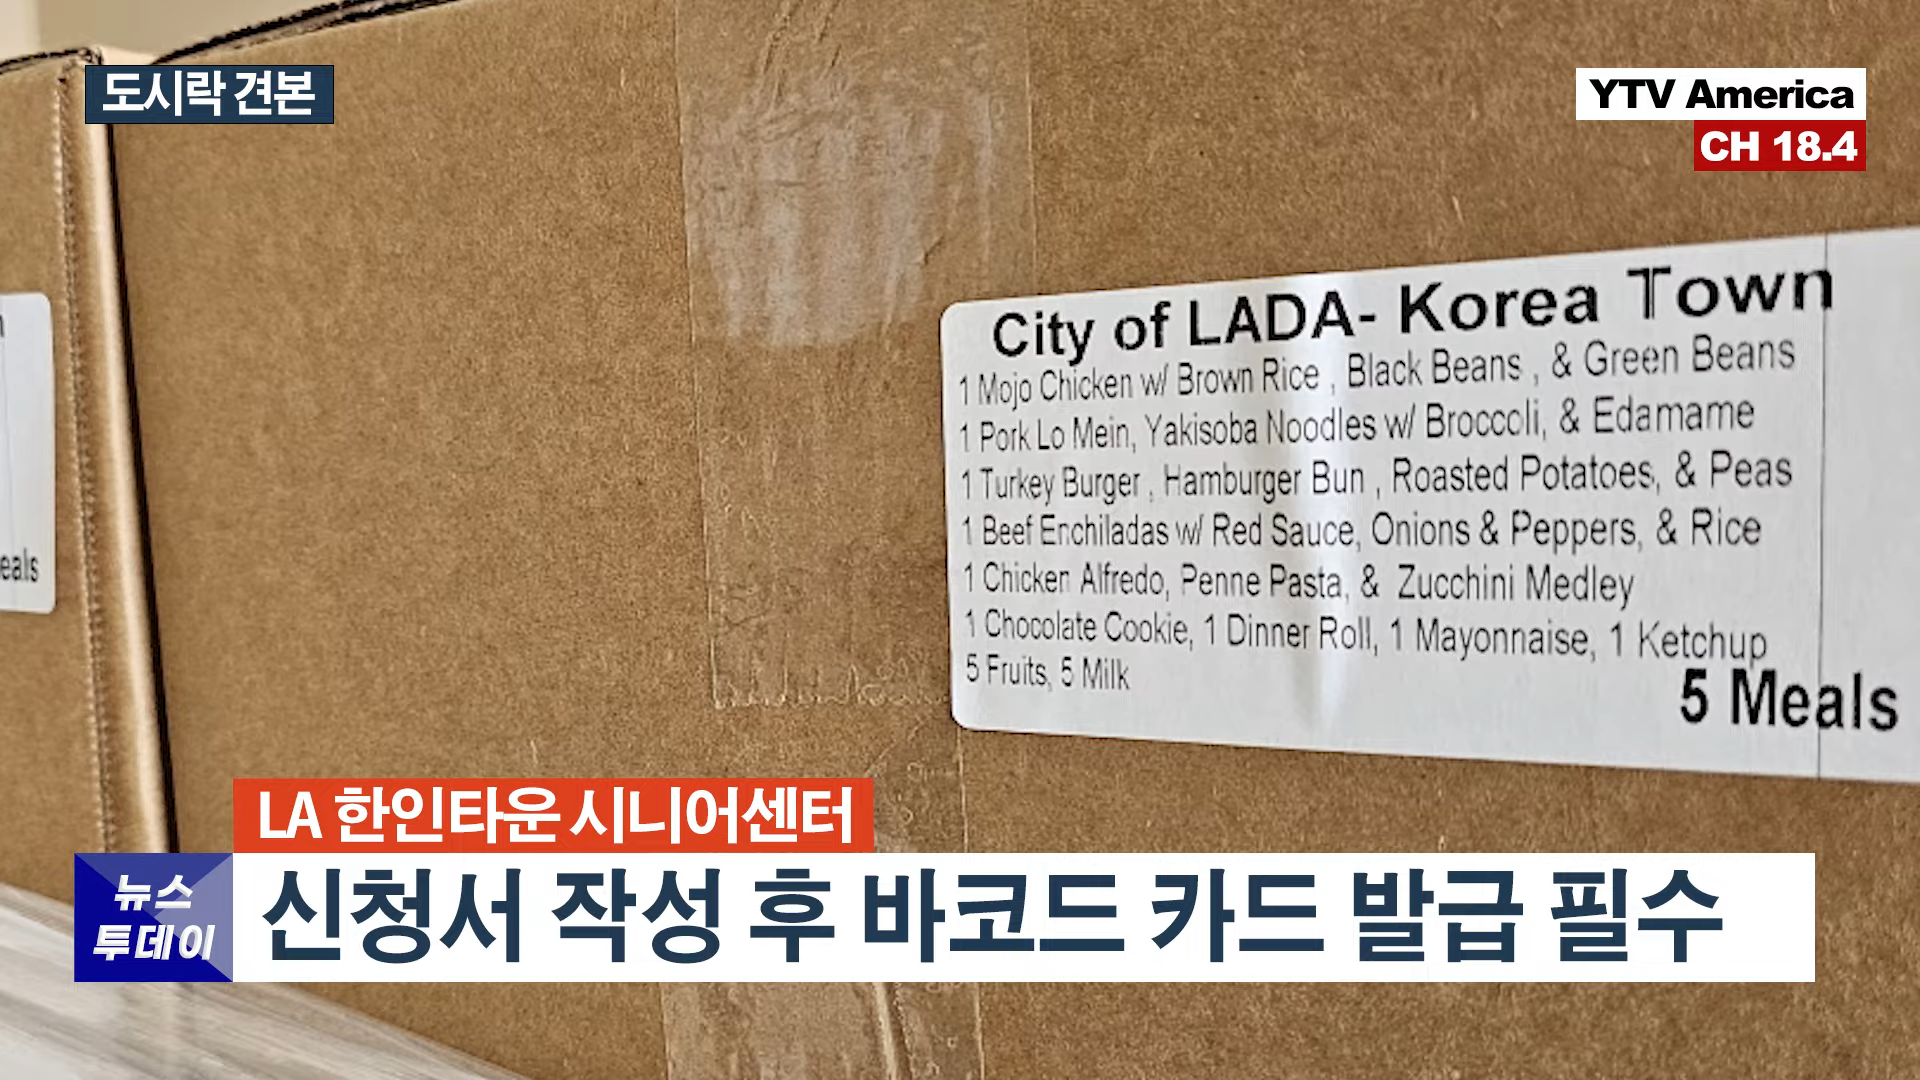 도시락 견본
YTV America
CH 18.4
City of LADA- Korea Town
1 Mojo Chicken w/ Brown Rice , Black Beans , & Green Beans
1 Pork Lo Mein, Yakisoba Noodles w/ Broccoli, & Edamame
1 Turkey Burger , Hamburger Bun , Roasted Potatoes, & Peas
1 Beef Enchiladas w/ Red Sauce, Onions & Peppers, & Rice
1 Chicken Alfredo, Penne Pasta, & Zucchini Medley
1 Chocolate Cookie, 1 Dinner Roll, 1 Mayonnaise, 1 Ketchup
5 Fruits, 5 Milk
5 Meals
LA 한인타운 시니어센터
뉴스
투데이
신청서 작성 후 바코드 카드 발급 필수